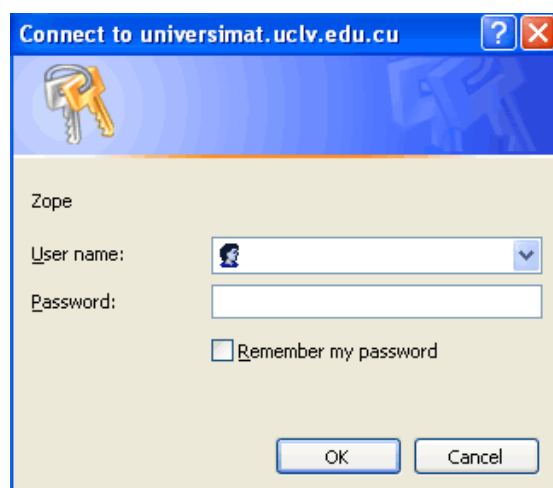 Connect to universimat.uclv.edu.cu
Zope
User name:
Password:
Remember my password
OK Cancel